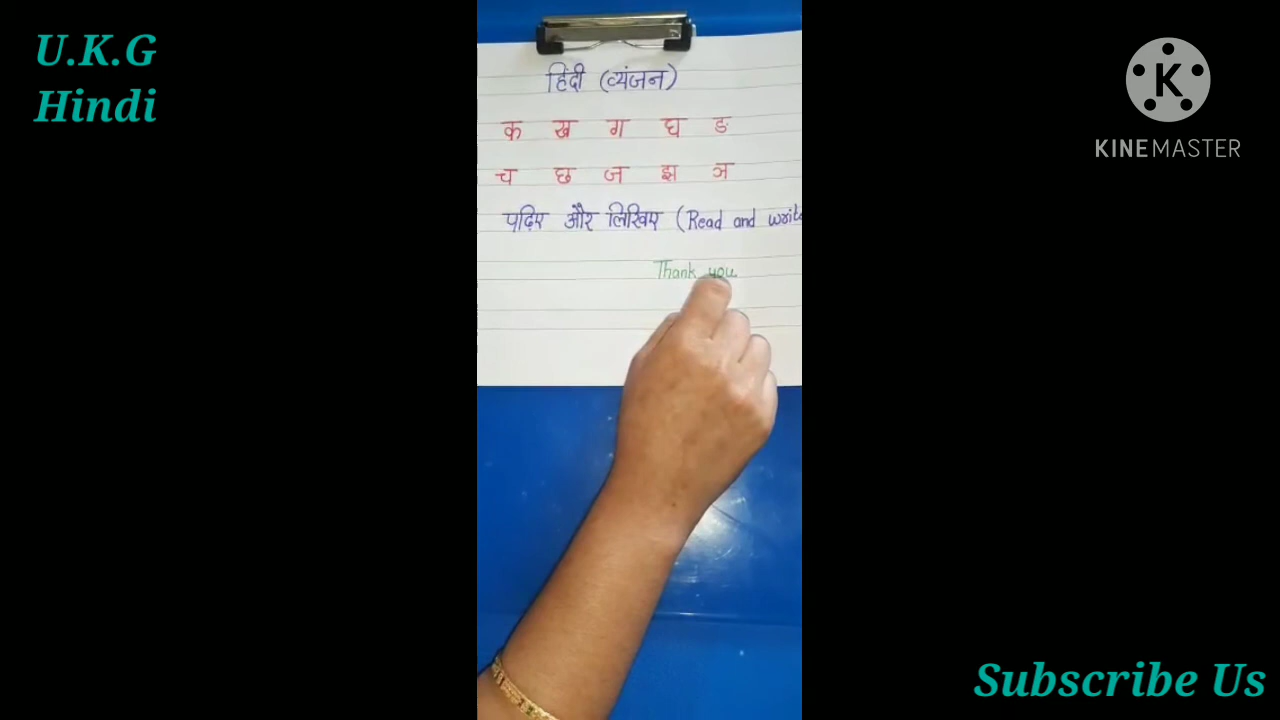 U.K.G
Hindi
KINEMASTER
हिंदी (व्यंजन)
क ख ग घ ङ
च छ ज झ ञ
पढ़िए और लिखिए (Read and write
Thank you
Subscribe Us